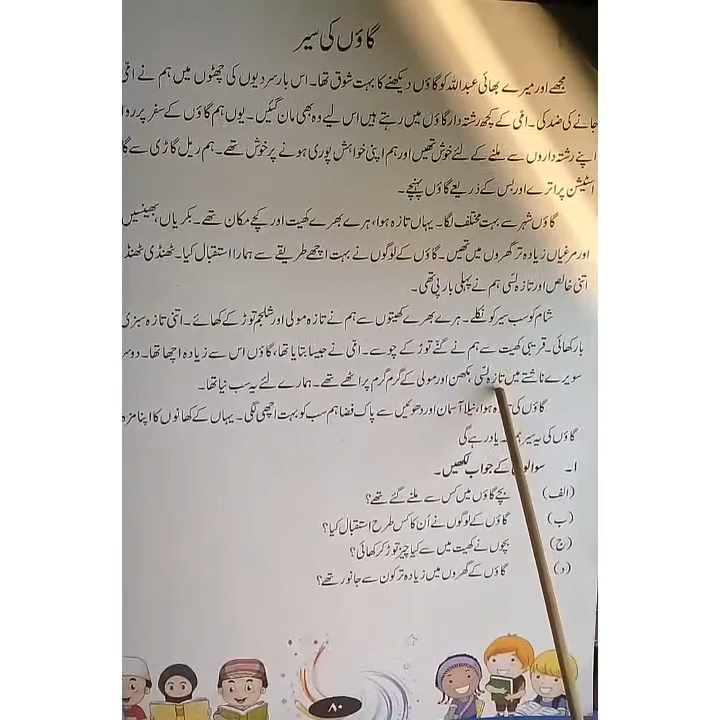 گاؤں کی سیر
مجھے اور میرے بھائی عبداللہ کو گاؤں دیکھنے کا بہت شوق تھا۔ اس بار سردیوں کی چھٹیوں میں ہم نے امّی
جانے کی ضد کی۔ امّی کے کچھ رشتہ دار گاؤں میں رہتے ہیں اس لیے وہ بھی مان گئیں۔ یوں ہم گاؤں کے سفر پر
اپنے رشتہ داروں سے ملنے کے لئے خوش تھیں اور ہم اپنی خواہش پوری ہونے پر خوش تھے۔ ہم ریل گاڑی سے
اسٹیشن پر اترے اور بس کے ذریعے گاؤں پہنچے۔
گاؤں شہر سے بہت مختلف لگا۔ یہاں تازہ ہوا، ہرے بھرے کھیت اور کچے مکان تھے۔ بکریاں، بھینسیں
اور مرغیاں زیادہ تر گھروں میں تھیں۔ گاؤں کے لوگوں نے بہت اچھے طریقے سے ہمارا استقبال کیا۔ ٹھنڈی ٹھنڈ
اتنی خالص اور تازہ لسّی ہم نے پہلی بار پی تھی۔
شام کو سب سیر کو نکلے۔ ہرے بھرے کھیتوں سے ہم نے تازہ مولی اور شلجم توڑ کے کھائے۔ اتنی تازہ سبزی
بار کھائی۔ قریبی کھیت سے ہم نے گنّے توڑ کے چوسے۔ امّی نے جیسا بتایا تھا، گاؤں اس سے زیادہ اچھا تھا۔ دوسر
سویرے ناشتے میں تازہ لسّی، مکھن اور مولی کے گرم گرم پراٹھے تھے۔ ہمارے لئے یہ سب نیا تھا۔
گاؤں کی ہوا، نیلا آسمان اور دھوئیں سے پاک فضا ہم سب کو بہت اچھی لگی۔ یہاں کے کھانوں کا اپنا مزہ
گاؤں کی یہ سیر یاد رہے گی
۱۔ کے جواب لکھیں۔
(الف) بچے گاؤں میں کس سے ملنے گئے تھے؟
(ب) گاؤں کے لوگوں نے اُن کا کس طرح استقبال کیا؟
(ج) بچوں نے کھیت میں سے کیا چیز توڑ کر کھائی؟
(د) گاؤں کے گھروں میں زیادہ تر کون سے جانور تھے؟
۸۰